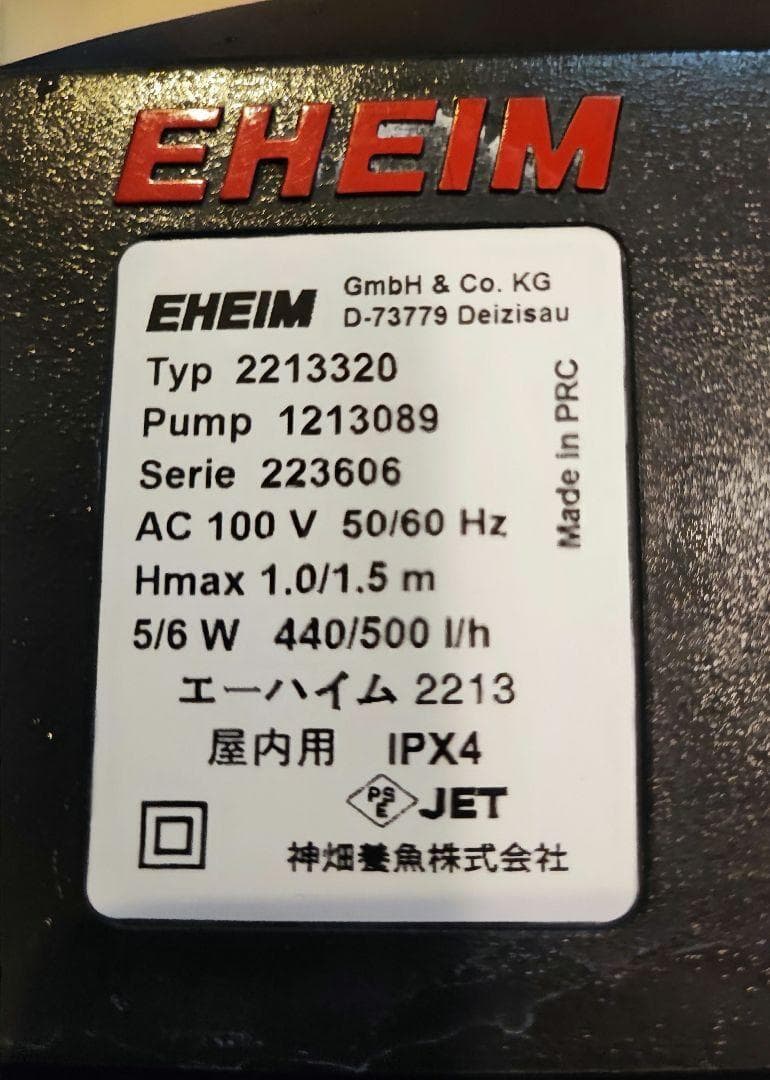 EHEIM
EHEIM GmbH & Co. KG
D-73779 Deizisau
Typ 2213320
Pump 1213089
Serie 223606
AC 100 V 50/60 Hz
Hmax 1.0/1.5 m
5/6 W 440/500 l/h
Made in PRC
エーハイム 2213
屋内用 IPX4
PSE JET
神畑養魚株式会社